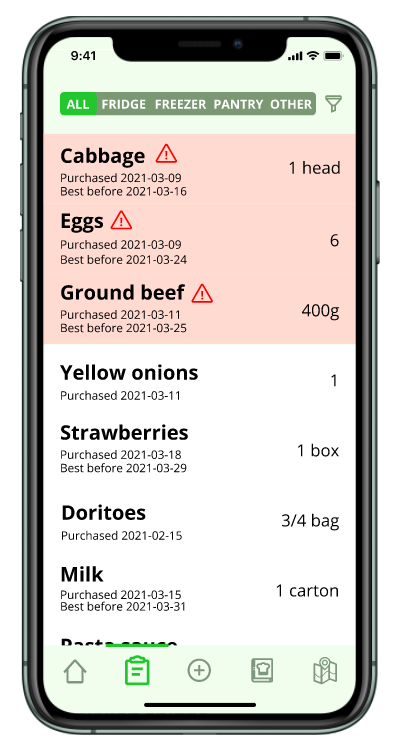 9:41
ALL FRIDGE FREEZER PANTRY OTHER
Cabbage
Purchased 2021-03-09
Best before 2021-03-16
1 head
Eggs
Purchased 2021-03-09
Best before 2021-03-24
6
Ground beef
Purchased 2021-03-11
Best before 2021-03-25
400g
Yellow onions
Purchased 2021-03-11
1
Strawberries
Purchased 2021-03-18
Best before 2021-03-29
1 box
Doritoes
Purchased 2021-02-15
3/4 bag
Milk
Purchased 2021-03-15
Best before 2021-03-31
1 carton
Pasta sauce